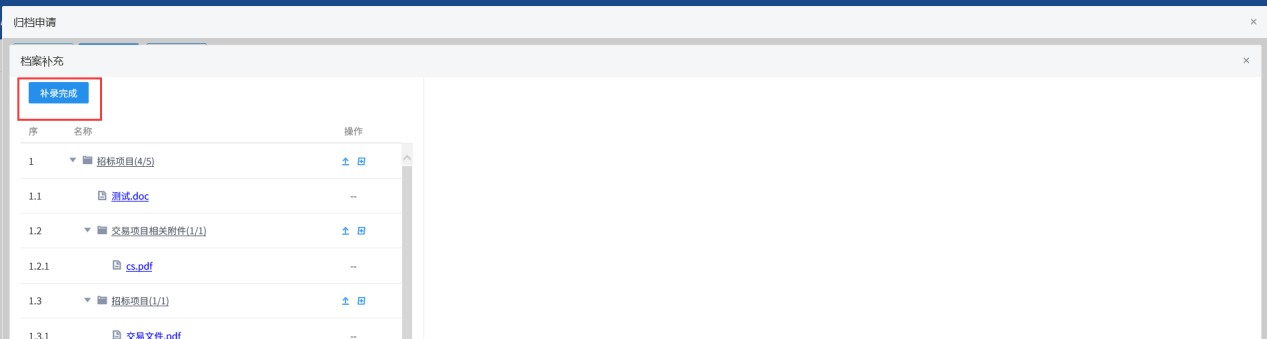 归档申请
×
档案补充
×
补录完成
序 名称 操作
1 招标项目(4/5)
1.1 测试.doc --
1.2 交易项目相关附件(1/1)
1.2.1 cs.pdf --
1.3 招标项目(1/1)
1.3.1 交易文件.pdf --